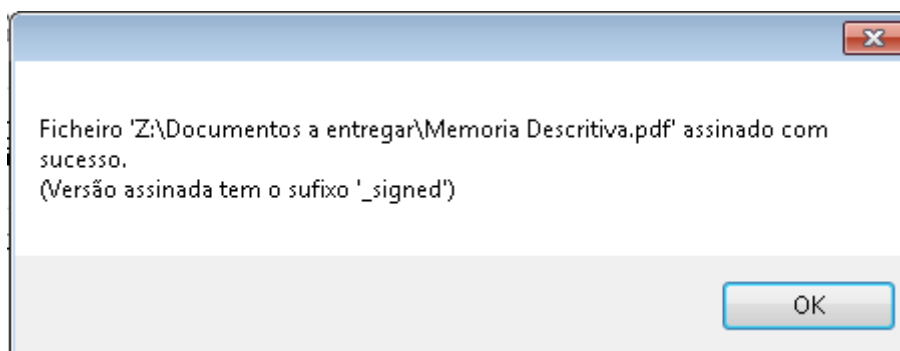 Ficheiro 'Z:\Documentos a entregar\Memoria Descritiva.pdf' assinado com
sucesso.
(Versão assinada tem o sufixo '_signed')
OK